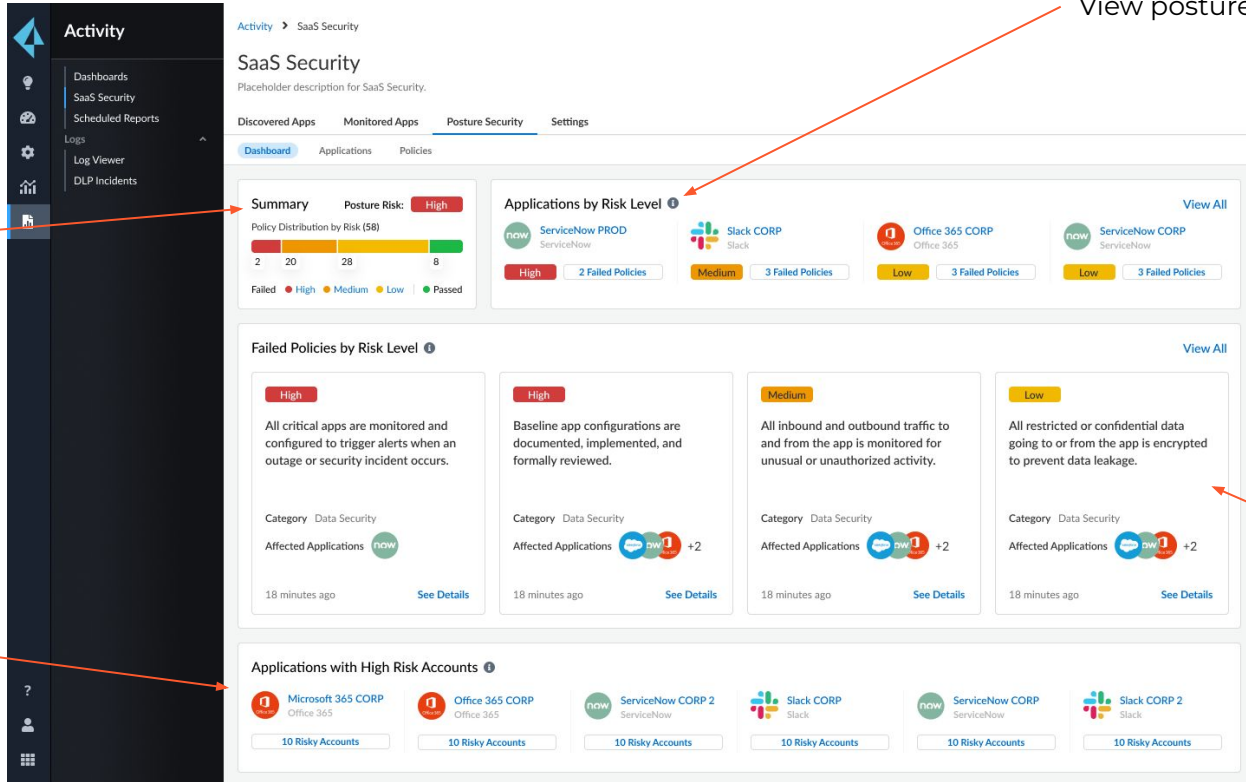 View posture
Activity
Dashboards
SaaS Security
Scheduled Reports
Logs
Log Viewer
DLP Incidents
?
Activity > SaaS Security
SaaS Security
Placeholder description for SaaS Security.
Discovered Apps Monitored Apps Posture Security Settings
Dashboard Applications Policies
Summary Posture Risk: High
Policy Distribution by Risk (58)
2 20 28 8
Failed High Medium Low Passed
Applications by Risk Level View All
now ServiceNow PROD
ServiceNow
High 2 Failed Policies
Slack CORP
Slack
Medium 3 Failed Policies
Office 365 Office 365 CORP
Office 365
Low 3 Failed Policies
now ServiceNow CORP
ServiceNow
Low 3 Failed Policies
Failed Policies by Risk Level View All
High
All critical apps are monitored and
configured to trigger alerts when an
outage or security incident occurs.
Category Data Security
Affected Applications now
18 minutes ago See Details
High
Baseline app configurations are
documented, implemented, and
formally reviewed.
Category Data Security
Affected Applications +2
18 minutes ago See Details
Medium
All inbound and outbound traffic to
and from the app is monitored for
unusual or unauthorized activity.
Category Data Security
Affected Applications +2
18 minutes ago See Details
Low
All restricted or confidential data
going to or from the app is encrypted
to prevent data leakage.
Category Data Security
Affected Applications +2
18 minutes ago See Details
Applications with High Risk Accounts
Office 365 Microsoft 365 CORP
Office 365
10 Risky Accounts
Office 365 Office 365 CORP
Office 365
10 Risky Accounts
now ServiceNow CORP 2
ServiceNow
10 Risky Accounts
Slack CORP
Slack
10 Risky Accounts
now ServiceNow CORP
ServiceNow
10 Risky Accounts
Slack CORP 2
Slack
10 Risky Accounts